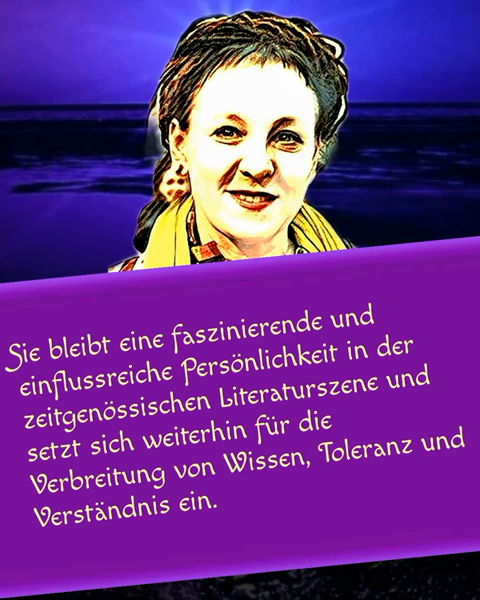 Sie bleibt eine faszinierende und
einflussreiche Persönlichkeit in der
zeitgenössischen Literaturszene und
setzt sich weiterhin für die
Verbreitung von Wissen, Toleranz und
Verständnis ein.